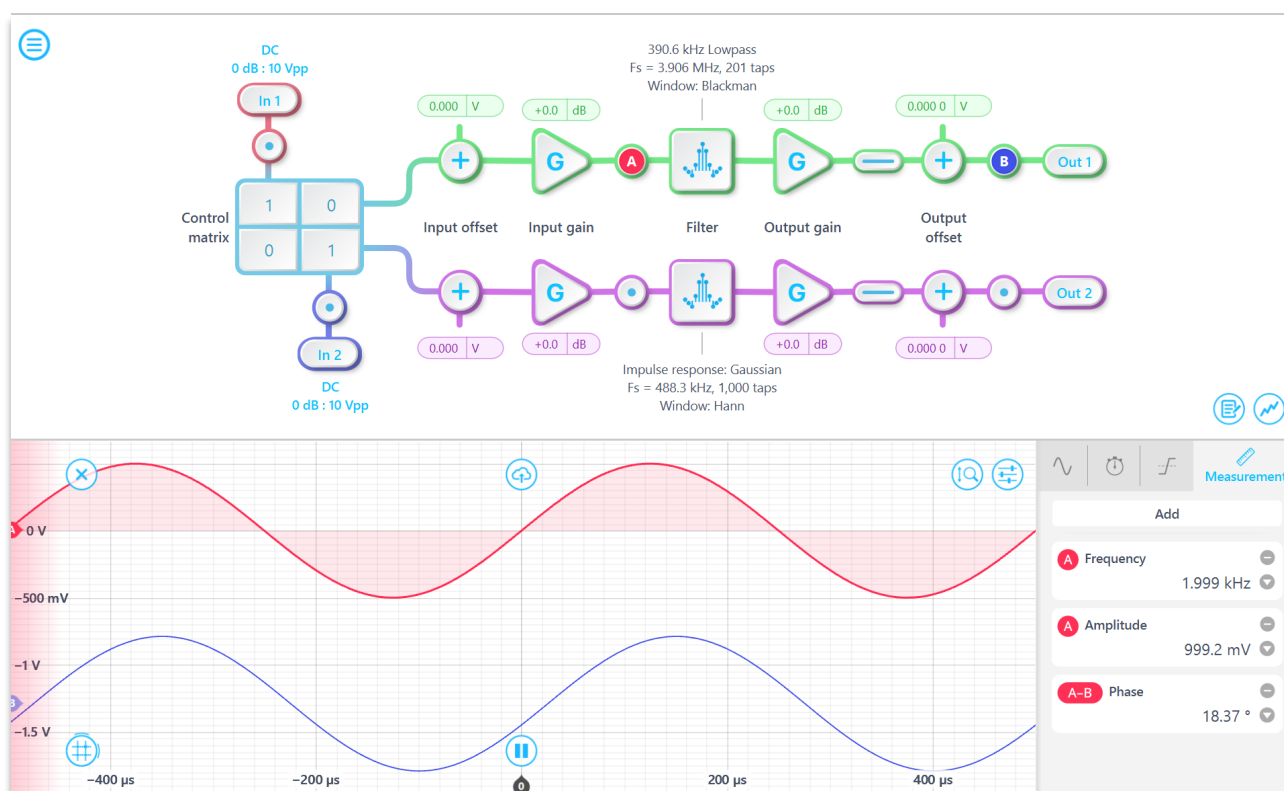 DC
0 dB : 10 Vpp
In 1
390.6 kHz Lowpass
Fs = 3.906 MHz, 201 taps
Window: Blackman
0.000 V
+0.0 dB
+0.0 dB
0.000 0 V
G
A
G
B
Out 1
Control
matrix
1 0
0 1
Input offset
Input gain
Filter
Output gain
Output
offset
G
G
Out 2
0.000 V
+0.0 dB
+0.0 dB
0.000 0 V
In 2
DC
0 dB : 10 Vpp
Impulse response: Gaussian
Fs = 488.3 kHz, 1,000 taps
Window: Hann
A
0 V
−500 mV
−1 V
B
−1.5 V
−400 µs
−200 µs
0
200 µs
400 µs
Measurement
Add
A Frequency
1.999 kHz
A Amplitude
999.2 mV
A–B Phase
18.37 °